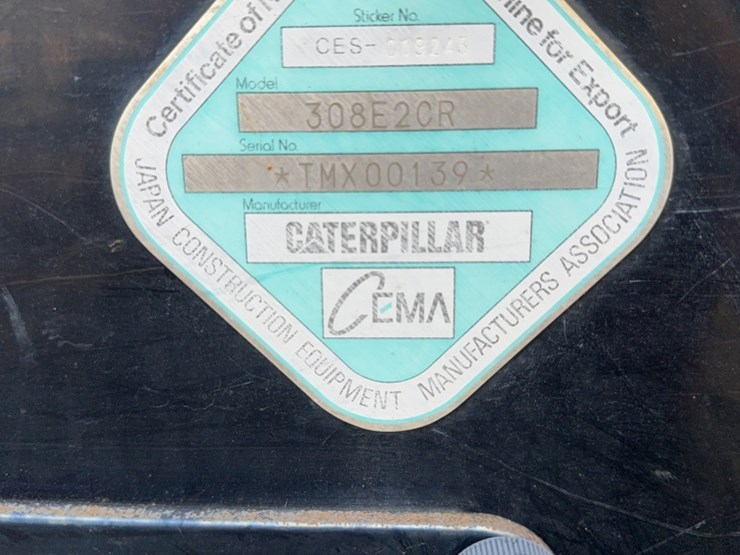 Certificate of
ine for Export
Sticker No.
CES-
Model
308E2CR
Serial No.
*TMX00139*
Manufacturer
CATERPILLAR
CEMA
JAPAN CONSTRUCTION EQUIPMENT MANUFACTURERS ASSOCIATION